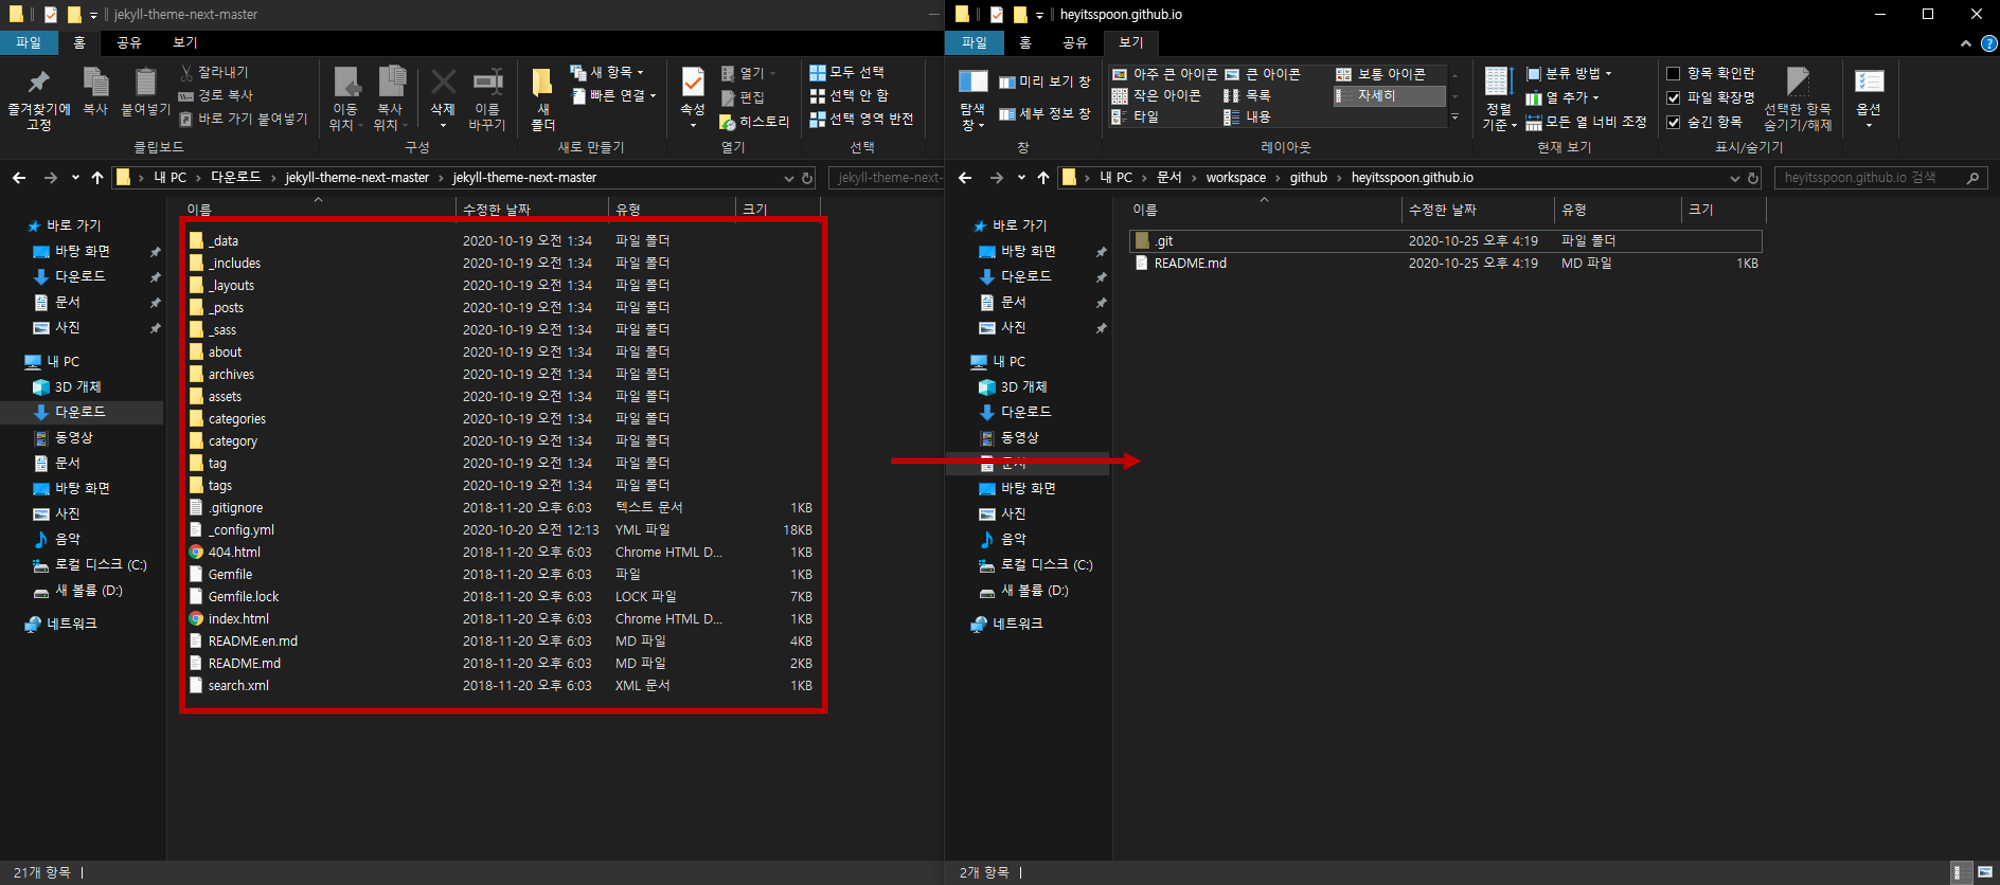 jekyll-theme-next-master
파일 홈 공유 보기
즐겨찾기에 고정
복사
붙여넣기
잘라내기
경로 복사
바로 가기 붙여넣기
클립보드
이동 위치
복사 위치
삭제
이름 바꾸기
구성
새 폴더
새 항목
빠른 연결
새로 만들기
속성
열기
편집
히스토리
열기
모두 선택
선택 안 함
선택 영역 반전
선택
내 PC › 다운로드 › jekyll-theme-next-master › jekyll-theme-next-master
jekyll-theme-next-
바로 가기
바탕 화면
다운로드
문서
사진
내 PC
3D 개체
다운로드
동영상
문서
바탕 화면
사진
음악
로컬 디스크 (C:)
새 볼륨 (D:)
네트워크
이름 수정한 날짜 유형 크기
_data 2020-10-19 오전 1:34 파일 폴더
_includes 2020-10-19 오전 1:34 파일 폴더
_layouts 2020-10-19 오전 1:34 파일 폴더
_posts 2020-10-19 오전 1:34 파일 폴더
_sass 2020-10-19 오전 1:34 파일 폴더
about 2020-10-19 오전 1:34 파일 폴더
archives 2020-10-19 오전 1:34 파일 폴더
assets 2020-10-19 오전 1:34 파일 폴더
categories 2020-10-19 오전 1:34 파일 폴더
category 2020-10-19 오전 1:34 파일 폴더
tag 2020-10-19 오전 1:34 파일 폴더
tags 2020-10-19 오전 1:34 파일 폴더
.gitignore 2018-11-20 오후 6:03 텍스트 문서 1KB
_config.yml 2020-10-20 오전 12:13 YML 파일 18KB
404.html 2018-11-20 오후 6:03 Chrome HTML D... 1KB
Gemfile 2018-11-20 오후 6:03 파일 1KB
Gemfile.lock 2018-11-20 오후 6:03 LOCK 파일 7KB
index.html 2018-11-20 오후 6:03 Chrome HTML D... 1KB
README.en.md 2018-11-20 오후 6:03 MD 파일 4KB
README.md 2018-11-20 오후 6:03 MD 파일 2KB
search.xml 2018-11-20 오후 6:03 XML 문서 1KB
21개 항목
heyitsspoon.github.io
파일 홈 공유 보기
탐색 창
미리 보기 창
세부 정보 창
창
아주 큰 아이콘 큰 아이콘 보통 아이콘
작은 아이콘 목록 자세히
타일 내용
레이아웃
정렬 기준
분류 방법
열 추가
모든 열 너비 조정
현재 보기
항목 확인란
파일 확장명
숨긴 항목
선택한 항목 숨기기/해제
표시/숨기기
옵션
내 PC › 문서 › workspace › github › heyitsspoon.github.io
heyitsspoon.github.io 검색
바로 가기
바탕 화면
다운로드
문서
사진
내 PC
3D 개체
다운로드
동영상
문서
바탕 화면
사진
음악
로컬 디스크 (C:)
새 볼륨 (D:)
네트워크
이름 수정한 날짜 유형 크기
.git 2020-10-25 오후 4:19 파일 폴더
README.md 2020-10-25 오후 4:19 MD 파일 1KB
2개 항목